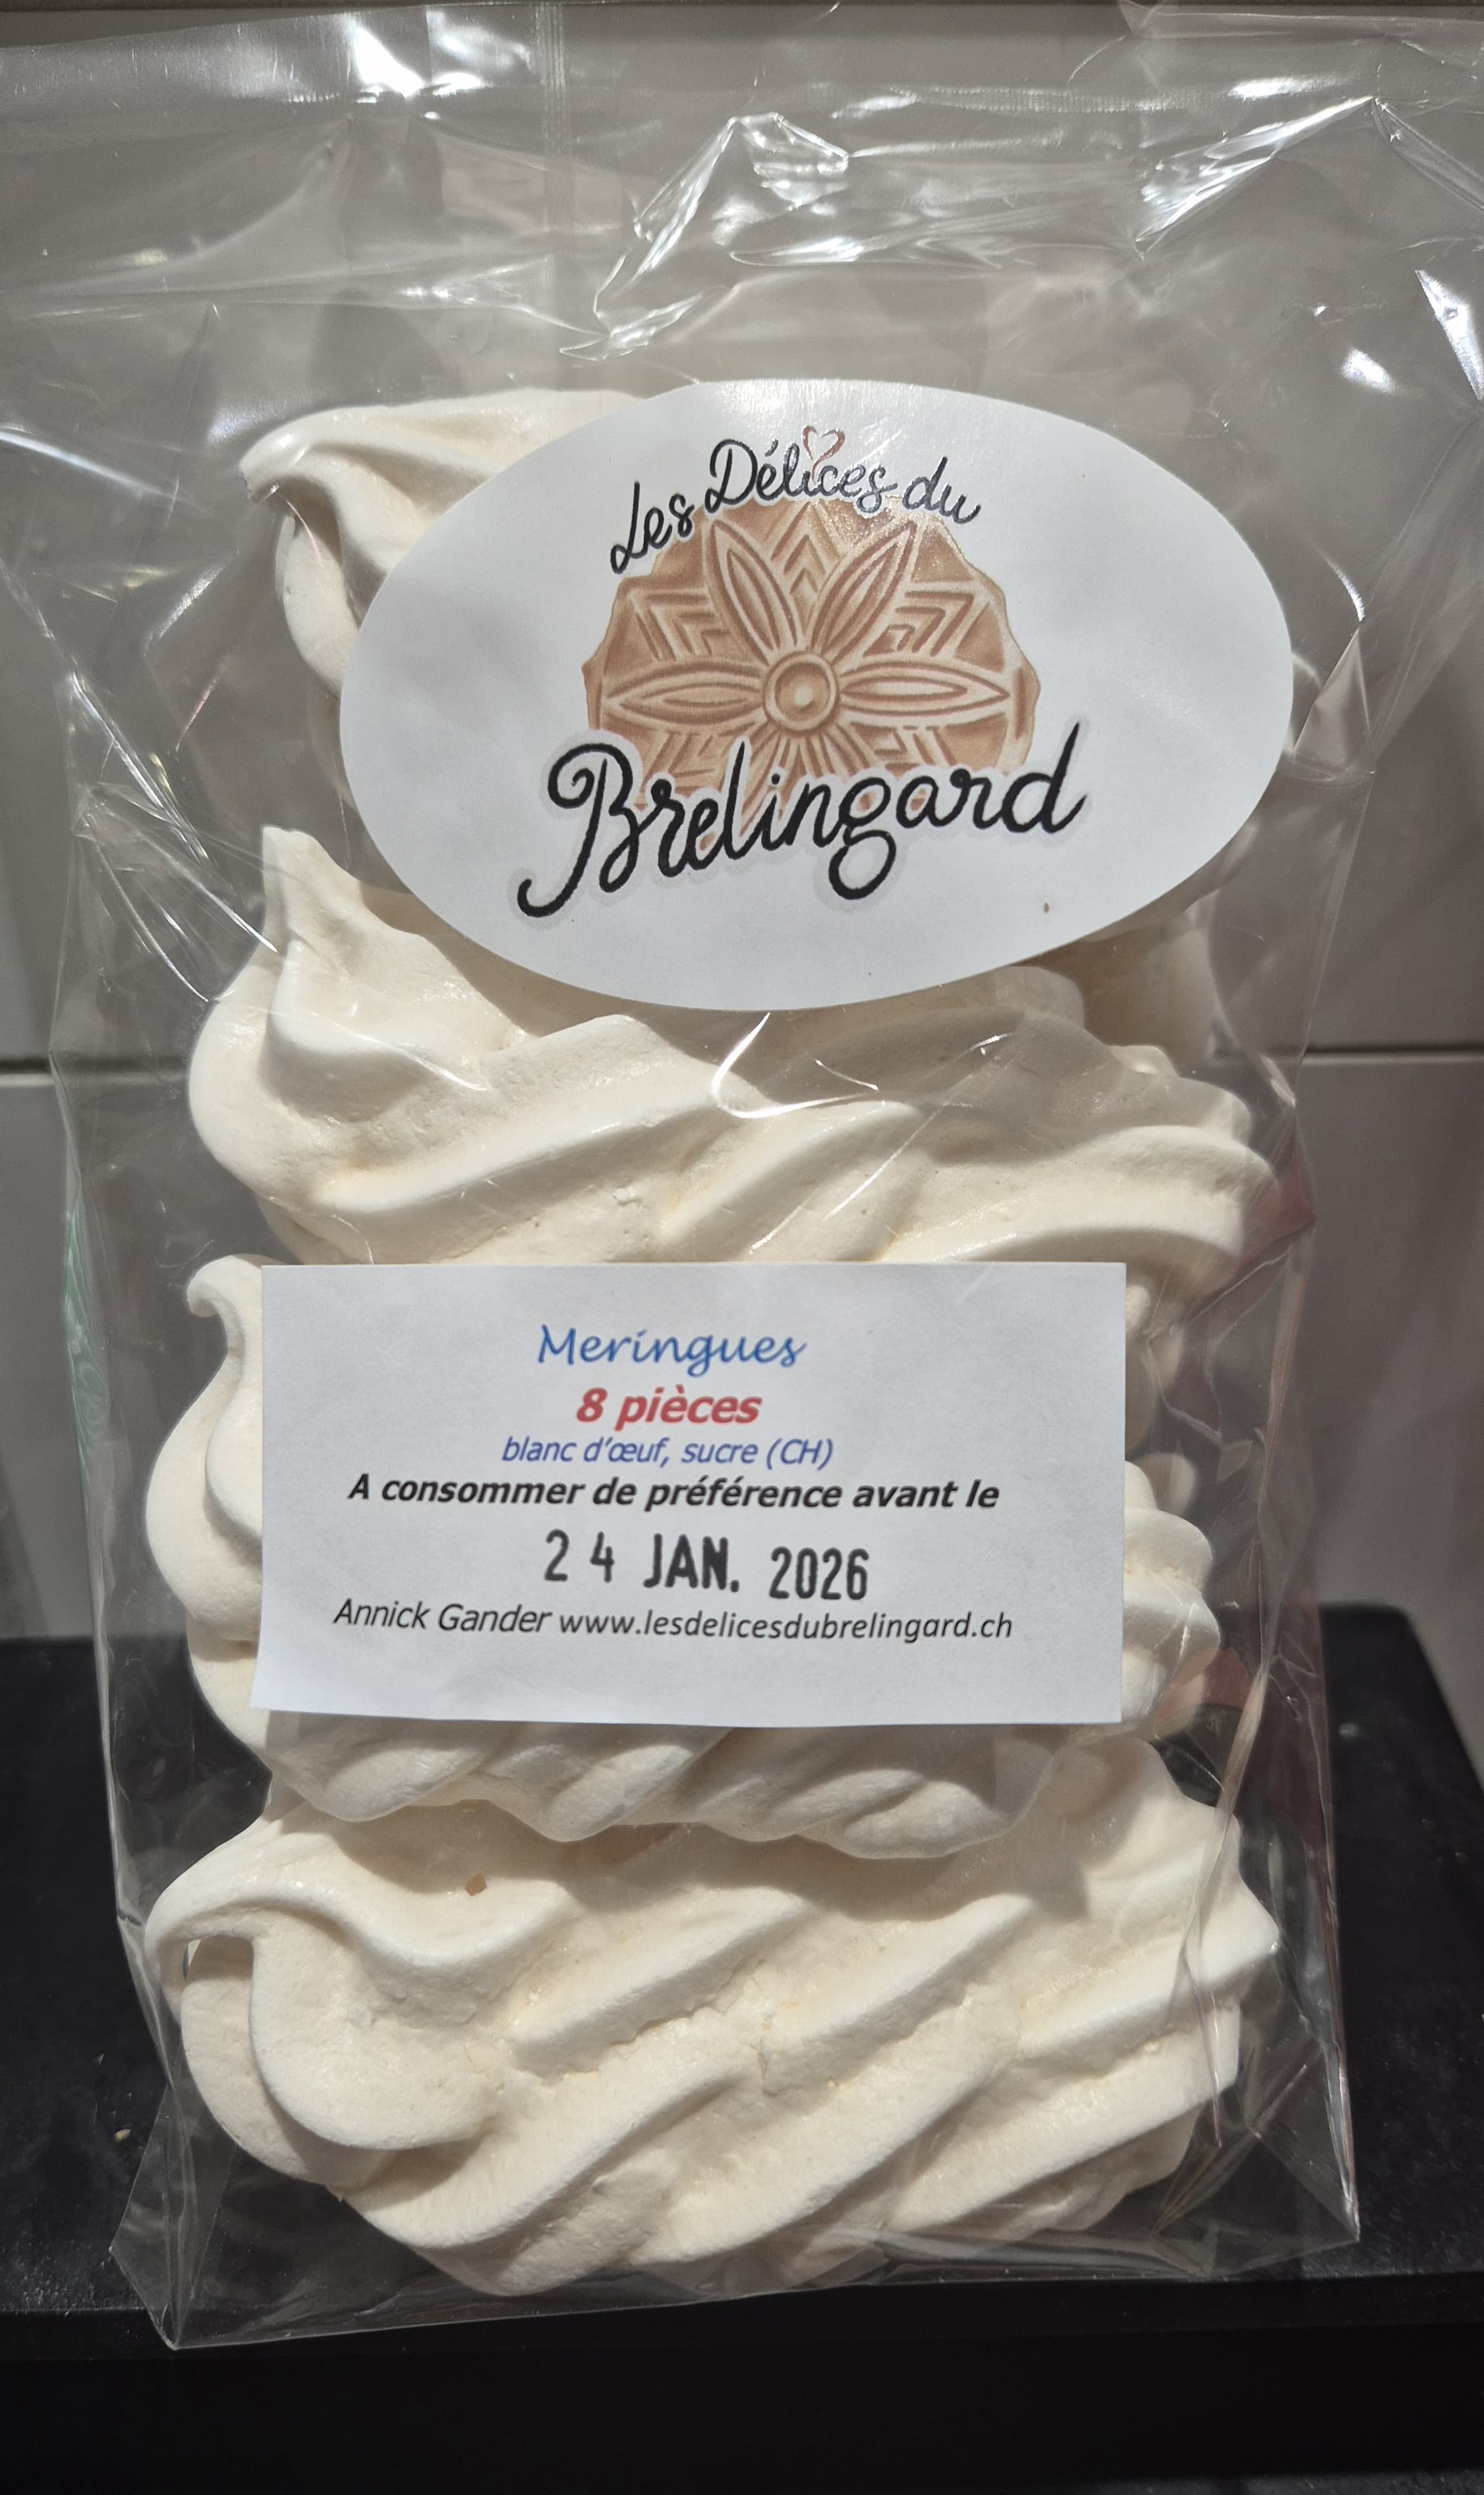 Les Délices du
Brelingard
Meringues
8 pièces
blanc d'œuf, sucre (CH)
A consommer de préférence avant le
24 JAN. 2026
Annick Gander www.lesdelicesdubrelingard.ch